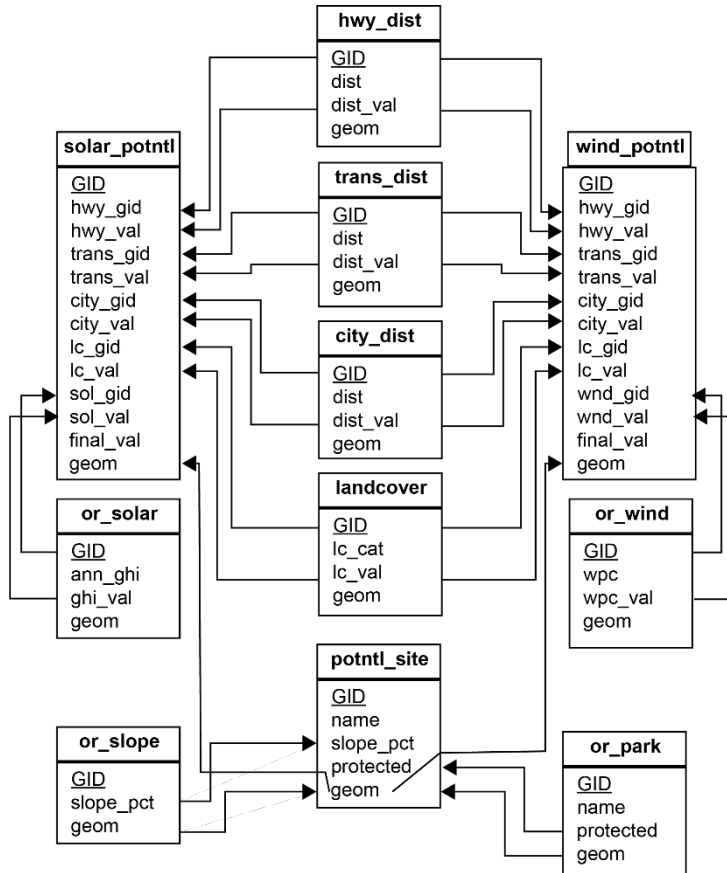 hwy_dist
GID
dist
dist_val
geom
solar_potntl
GID
hwy_gid
hwy_val
trans_gid
trans_val
city_gid
city_val
lc_gid
lc_val
sol_gid
sol_val
final_val
geom
trans_dist
GID
dist
dist_val
geom
wind_potntl
GID
hwy_gid
hwy_val
trans_gid
trans_val
city_gid
city_val
lc_gid
lc_val
wnd_gid
wnd_val
final_val
geom
city_dist
GID
dist
dist_val
geom
landcover
GID
lc_cat
lc_val
geom
or_solar
GID
ann_ghi
ghi_val
geom
or_wind
GID
wpc
wpc_val
geom
potntl_site
GID
name
slope_pct
protected
geom
or_slope
GID
slope_pct
geom
or_park
GID
name
protected
geom